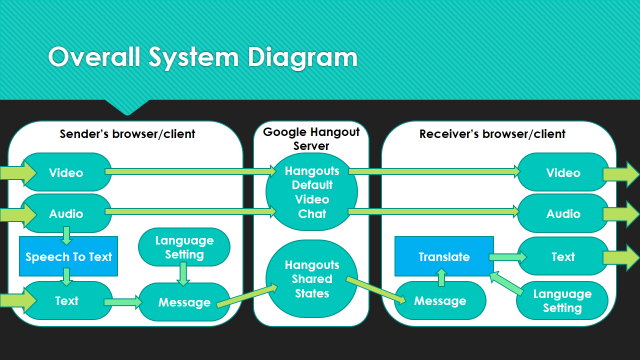 Overall System Diagram
Sender's browser/client
Google Hangout
Server
Receiver's browser/client
Video
Audio
Speech To Text
Text
Language
Setting
Message
Hangouts
Default
Video
Chat
Hangouts
Shared
States
Video
Audio
Translate
Text
Message
Language
Setting